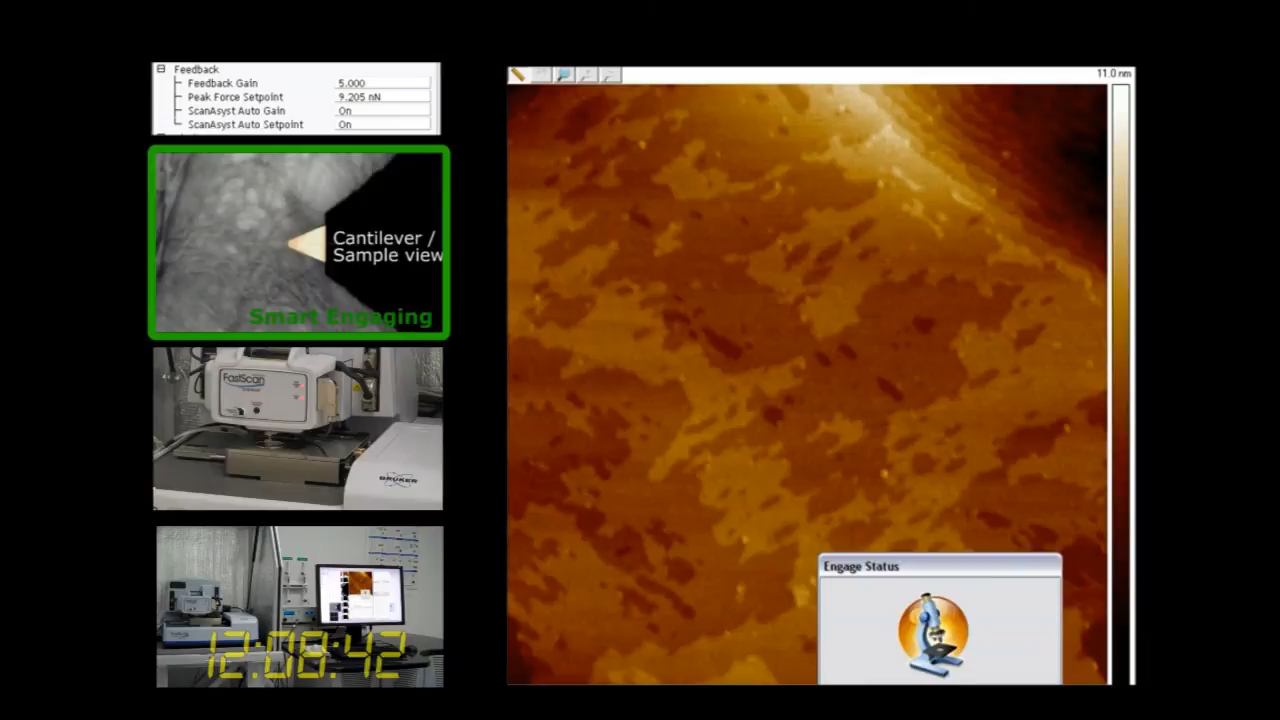 Feedback
Feedback Gain 5.000
Peak Force Setpoint 9.205 nN
ScanAsyst Auto Gain On
ScanAsyst Auto Setpoint On
Cantilever /
Sample view
Smart Engaging
FastScan
BRUKER
12:08:42
11.0 nm
Engage Status